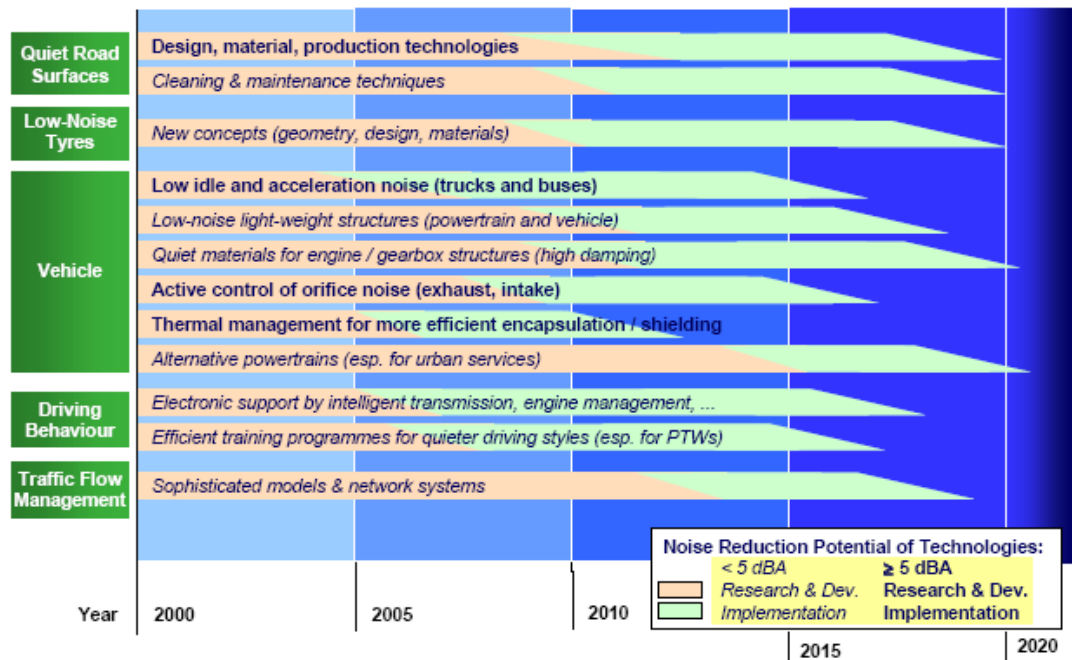 Quiet Road
Surfaces
Design, material, production technologies
Cleaning & maintenance techniques
Low-Noise
Tyres
New concepts (geometry, design, materials)
Vehicle
Low idle and acceleration noise (trucks and buses)
Low-noise light-weight structures (powertrain and vehicle)
Quiet materials for engine / gearbox structures (high damping)
Active control of orifice noise (exhaust, intake)
Thermal management for more efficient encapsulation / shielding
Alternative powertrains (esp. for urban services)
Driving
Behaviour
Electronic support by intelligent transmission, engine management, ...
Efficient training programmes for quieter driving styles (esp. for PTWs)
Traffic Flow
Management
Sophisticated models & network systems
Noise Reduction Potential of Technologies:
< 5 dBA ≥ 5 dBA
Research & Dev. Research & Dev.
Implementation Implementation
Year 2000 2005 2010
2015 2020